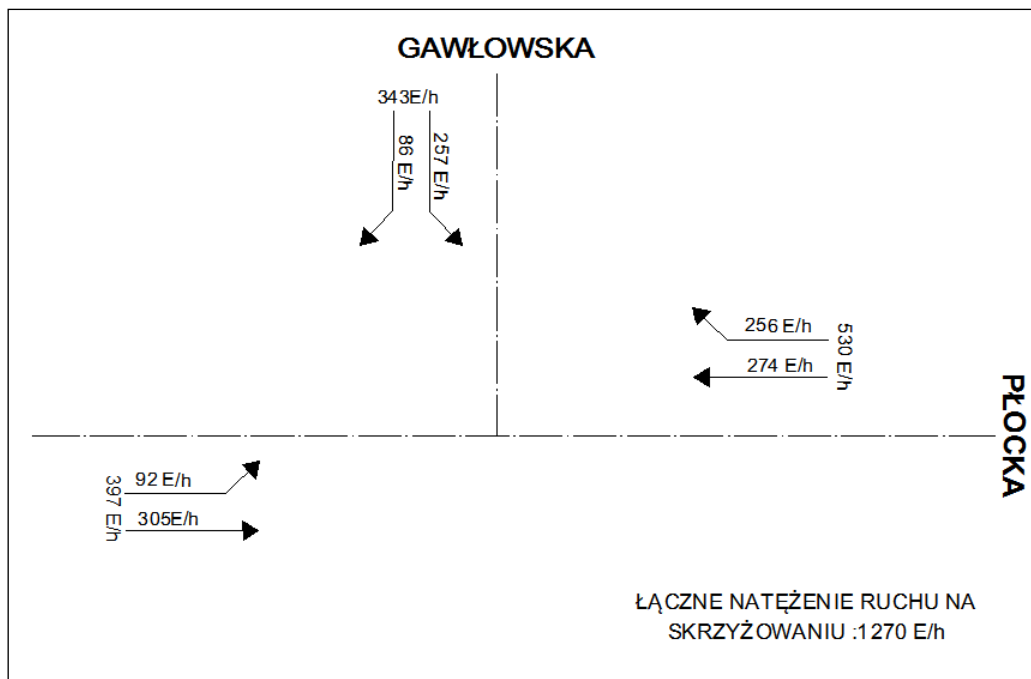 GAWŁOWSKA
343E/h
86 E/h
257 E/h
256 E/h
530 E/h
274 E/h
PŁOCKA
92 E/h
397 E/h
305E/h
ŁĄCZNE NATĘŻENIE RUCHU NA
SKRZYŻOWANIU :1270 E/h